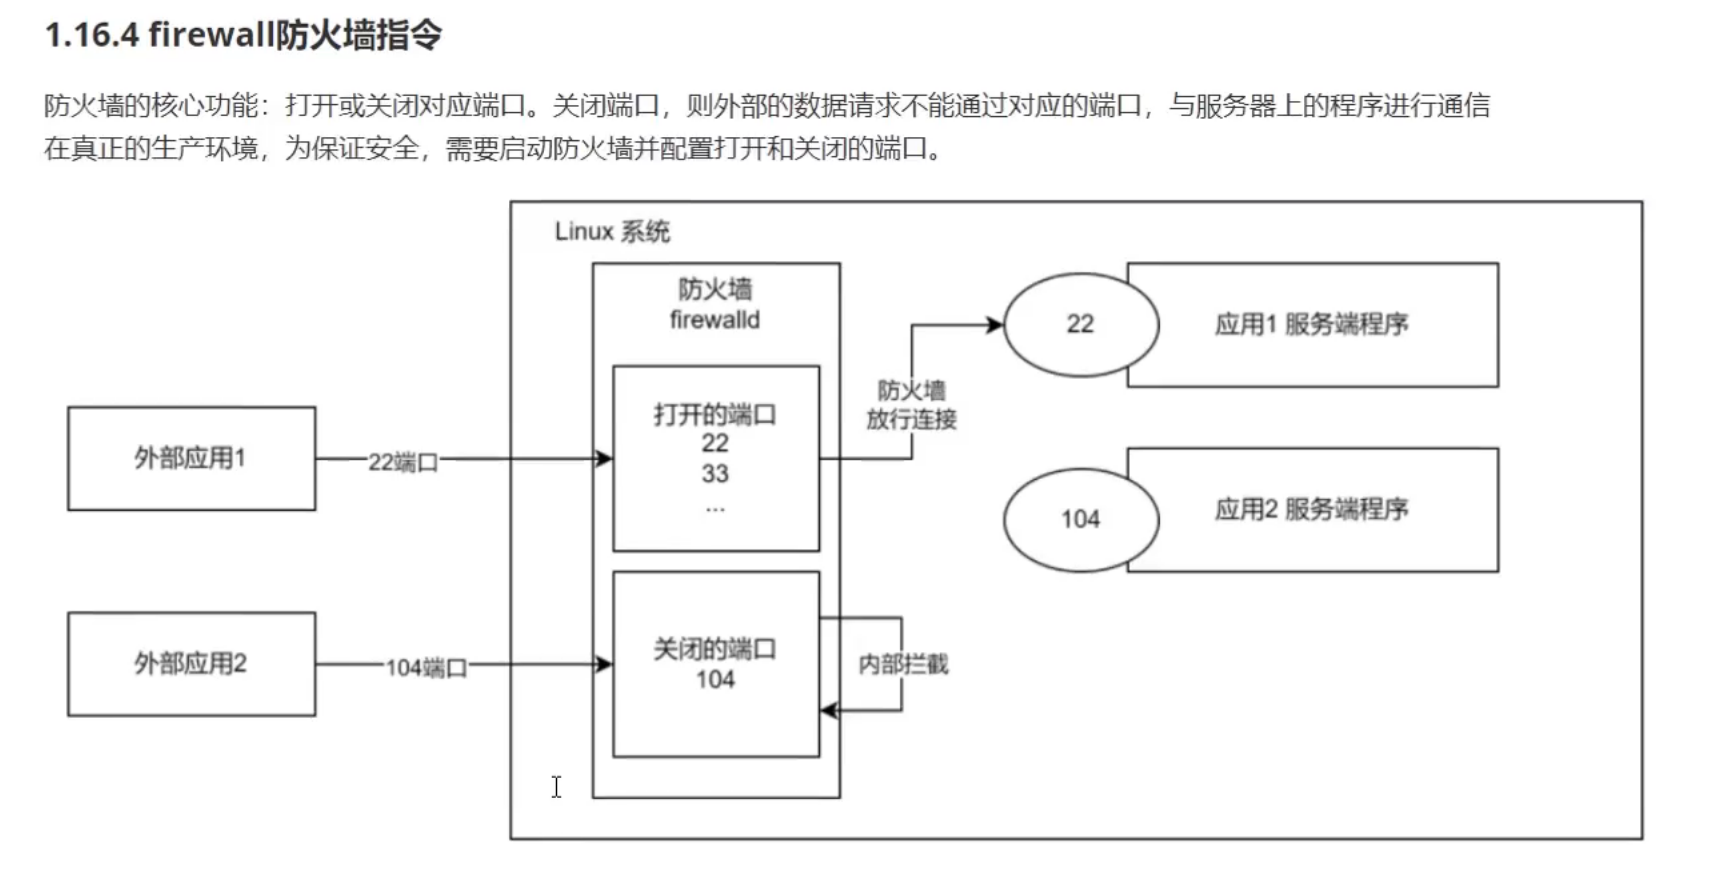 1.16.4 firewall防火墙指令
防火墙的核心功能：打开或关闭对应端口。关闭端口，则外部的数据请求不能通过对应的端口，与服务器上的程序进行通信
在真正的生产环境，为保证安全，需要启动防火墙并配置打开和关闭的端口。
Linux 系统
防火墙
firewalld
22
应用1 服务端程序
防火墙
放行连接
打开的端口
22
33
...
外部应用1
22端口
104
应用2 服务端程序
外部应用2
104端口
关闭的端口
104
内部拦截